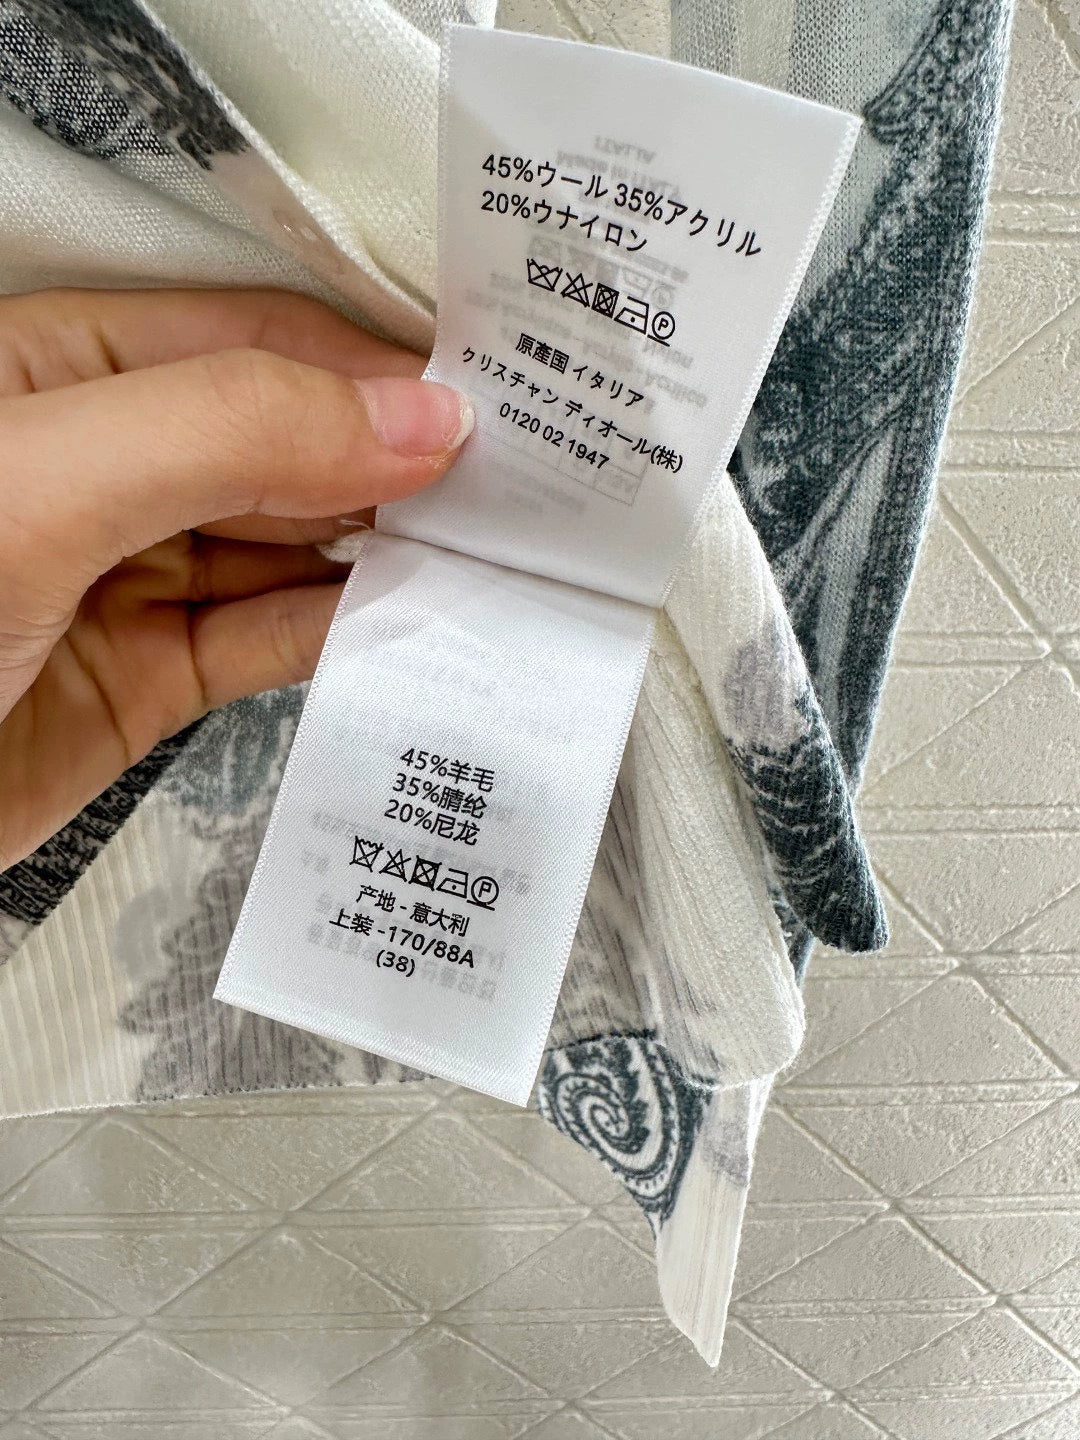 45%ウール 35%アクリル
20%ウナイロン
P
原産国 イタリア
クリスチャン ディオール(株)
0120 02 1947
45%羊毛
35%腈纶
20%尼龙
P
产地 - 意大利
上装 -170/88A
(38)